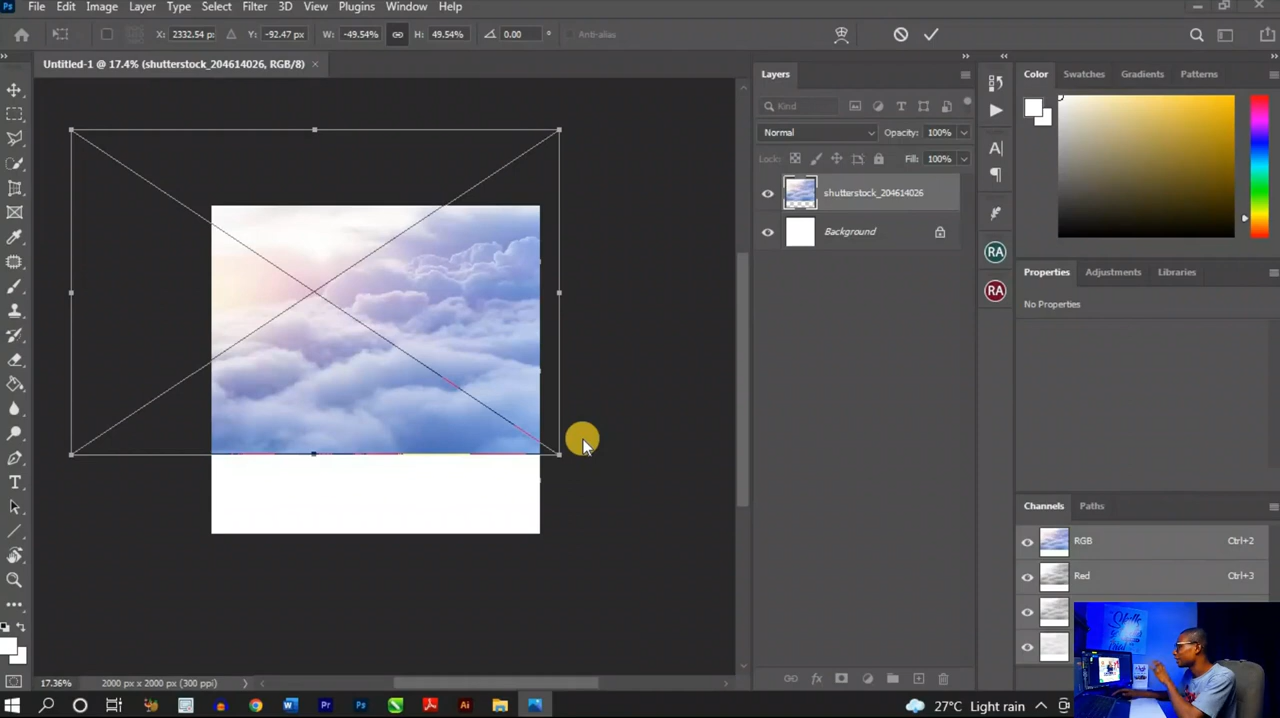 Ps File Edit Image Layer Type Select Filter 3D View Plugins Window Help
X: 2332.54 px Y: -92.47 px W: -49.54% H: 49.54% 0.00 ° Anti-alias
Untitled-1 @ 17.4% (shutterstock_204614026, RGB/8) ×
Layers
Kind
Normal Opacity: 100%
Lock: Fill: 100%
shutterstock_204614026
Background
Color Swatches Gradients Patterns
RA
RA
Properties Adjustments Libraries
No Properties
Channels Paths
RGB Ctrl+2
Red Ctrl+3
17.36% 2000 px x 2000 px (300 ppi)
27°C Light rain